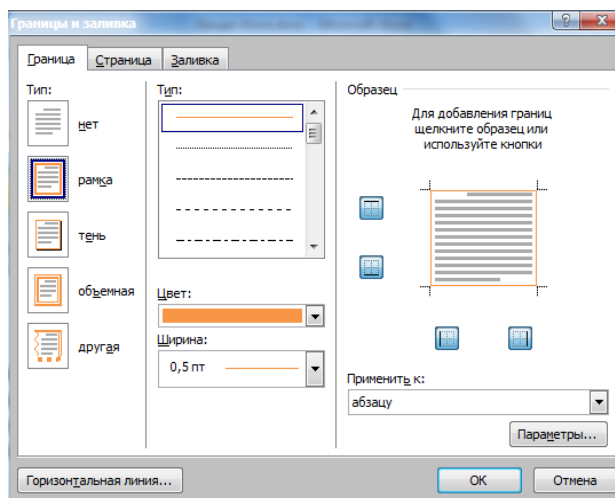 Границы и заливка
Граница
Страница
Заливка
Тип:
нет
рамка
тень
объемная
другая
Тип:
Цвет:
Ширина:
0,5 пт
Образец
Для добавления границ
щелкните образец или
используйте кнопки
Применить к:
абзацу
Параметры...
Горизонтальная линия...
ОК
Отмена